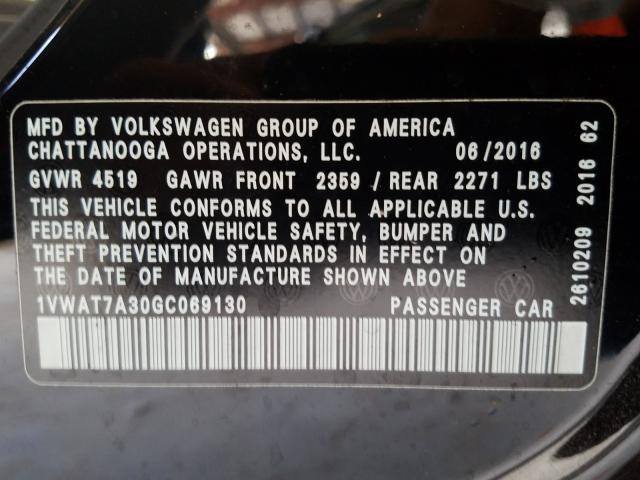 MFD BY VOLKSWAGEN GROUP OF AMERICA
CHATTANOOGA OPERATIONS, LLC. 06/2016
GVWR 4519 GAWR FRONT 2359 / REAR 2271 LBS
THIS VEHICLE CONFORMS TO ALL APPLICABLE U.S.
FEDERAL MOTOR VEHICLE SAFETY, BUMPER AND
THEFT PREVENTION STANDARDS IN EFFECT ON
THE DATE OF MANUFACTURE SHOWN ABOVE
1VWAT7A30GC069130 PASSENGER CAR
2610209 2016 62